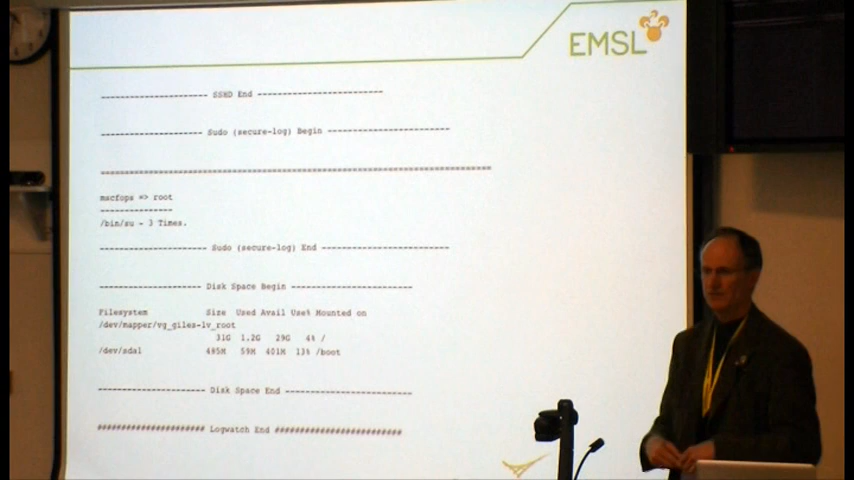 EMSL
------------------------ SSHD End ------------------------
------------------------ Sudo (secure-log) Begin ------------------------
================================================================================
macfops => root
---------------
/bin/su - 3 Times.
------------------------ Sudo (secure-log) End ------------------------
------------------------ Disk Space Begin ------------------------
Filesystem Size Used Avail Use% Mounted on
/dev/mapper/vg_giles-lv_root
31G 1.2G 29G 4% /
/dev/sda1 485M 59M 401M 13% /boot
------------------------ Disk Space End ------------------------
###################### Logwatch End #########################